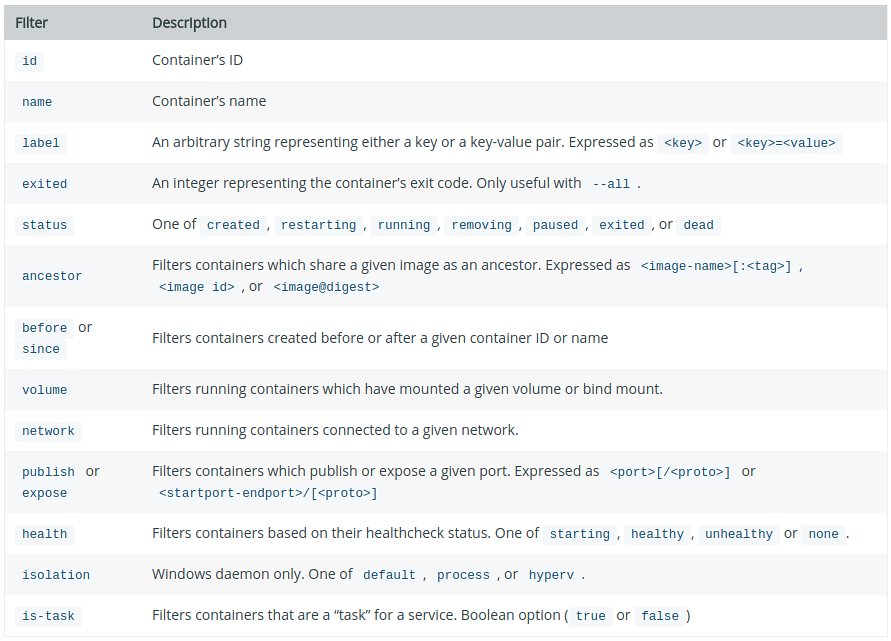 Filter Description
id Container’s ID
name Container’s name
label An arbitrary string representing either a key or a key-value pair. Expressed as <key> or <key>=<value>
exited An integer representing the container’s exit code. Only useful with --all .
status One of created , restarting , running , removing , paused , exited , or dead
ancestor Filters containers which share a given image as an ancestor. Expressed as <image-name>[:<tag>] ,
<image id> , or <image@digest>
before or
since Filters containers created before or after a given container ID or name
volume Filters running containers which have mounted a given volume or bind mount.
network Filters running containers connected to a given network.
publish or Filters containers which publish or expose a given port. Expressed as <port>[/<proto>] or
expose <startport-endport>/[<proto>]
health Filters containers based on their healthcheck status. One of starting , healthy , unhealthy or none .
isolation Windows daemon only. One of default , process , or hyperv .
is-task Filters containers that are a “task” for a service. Boolean option ( true or false )